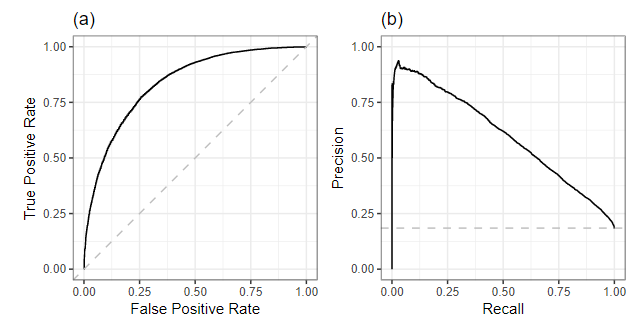 (a)
1.00
0.75
0.50
0.25
0.00
True Positive Rate
0.00 0.25 0.50 0.75 1.00
False Positive Rate
(b)
1.00
0.75
0.50
0.25
0.00
Precision
0.00 0.25 0.50 0.75 1.00
Recall